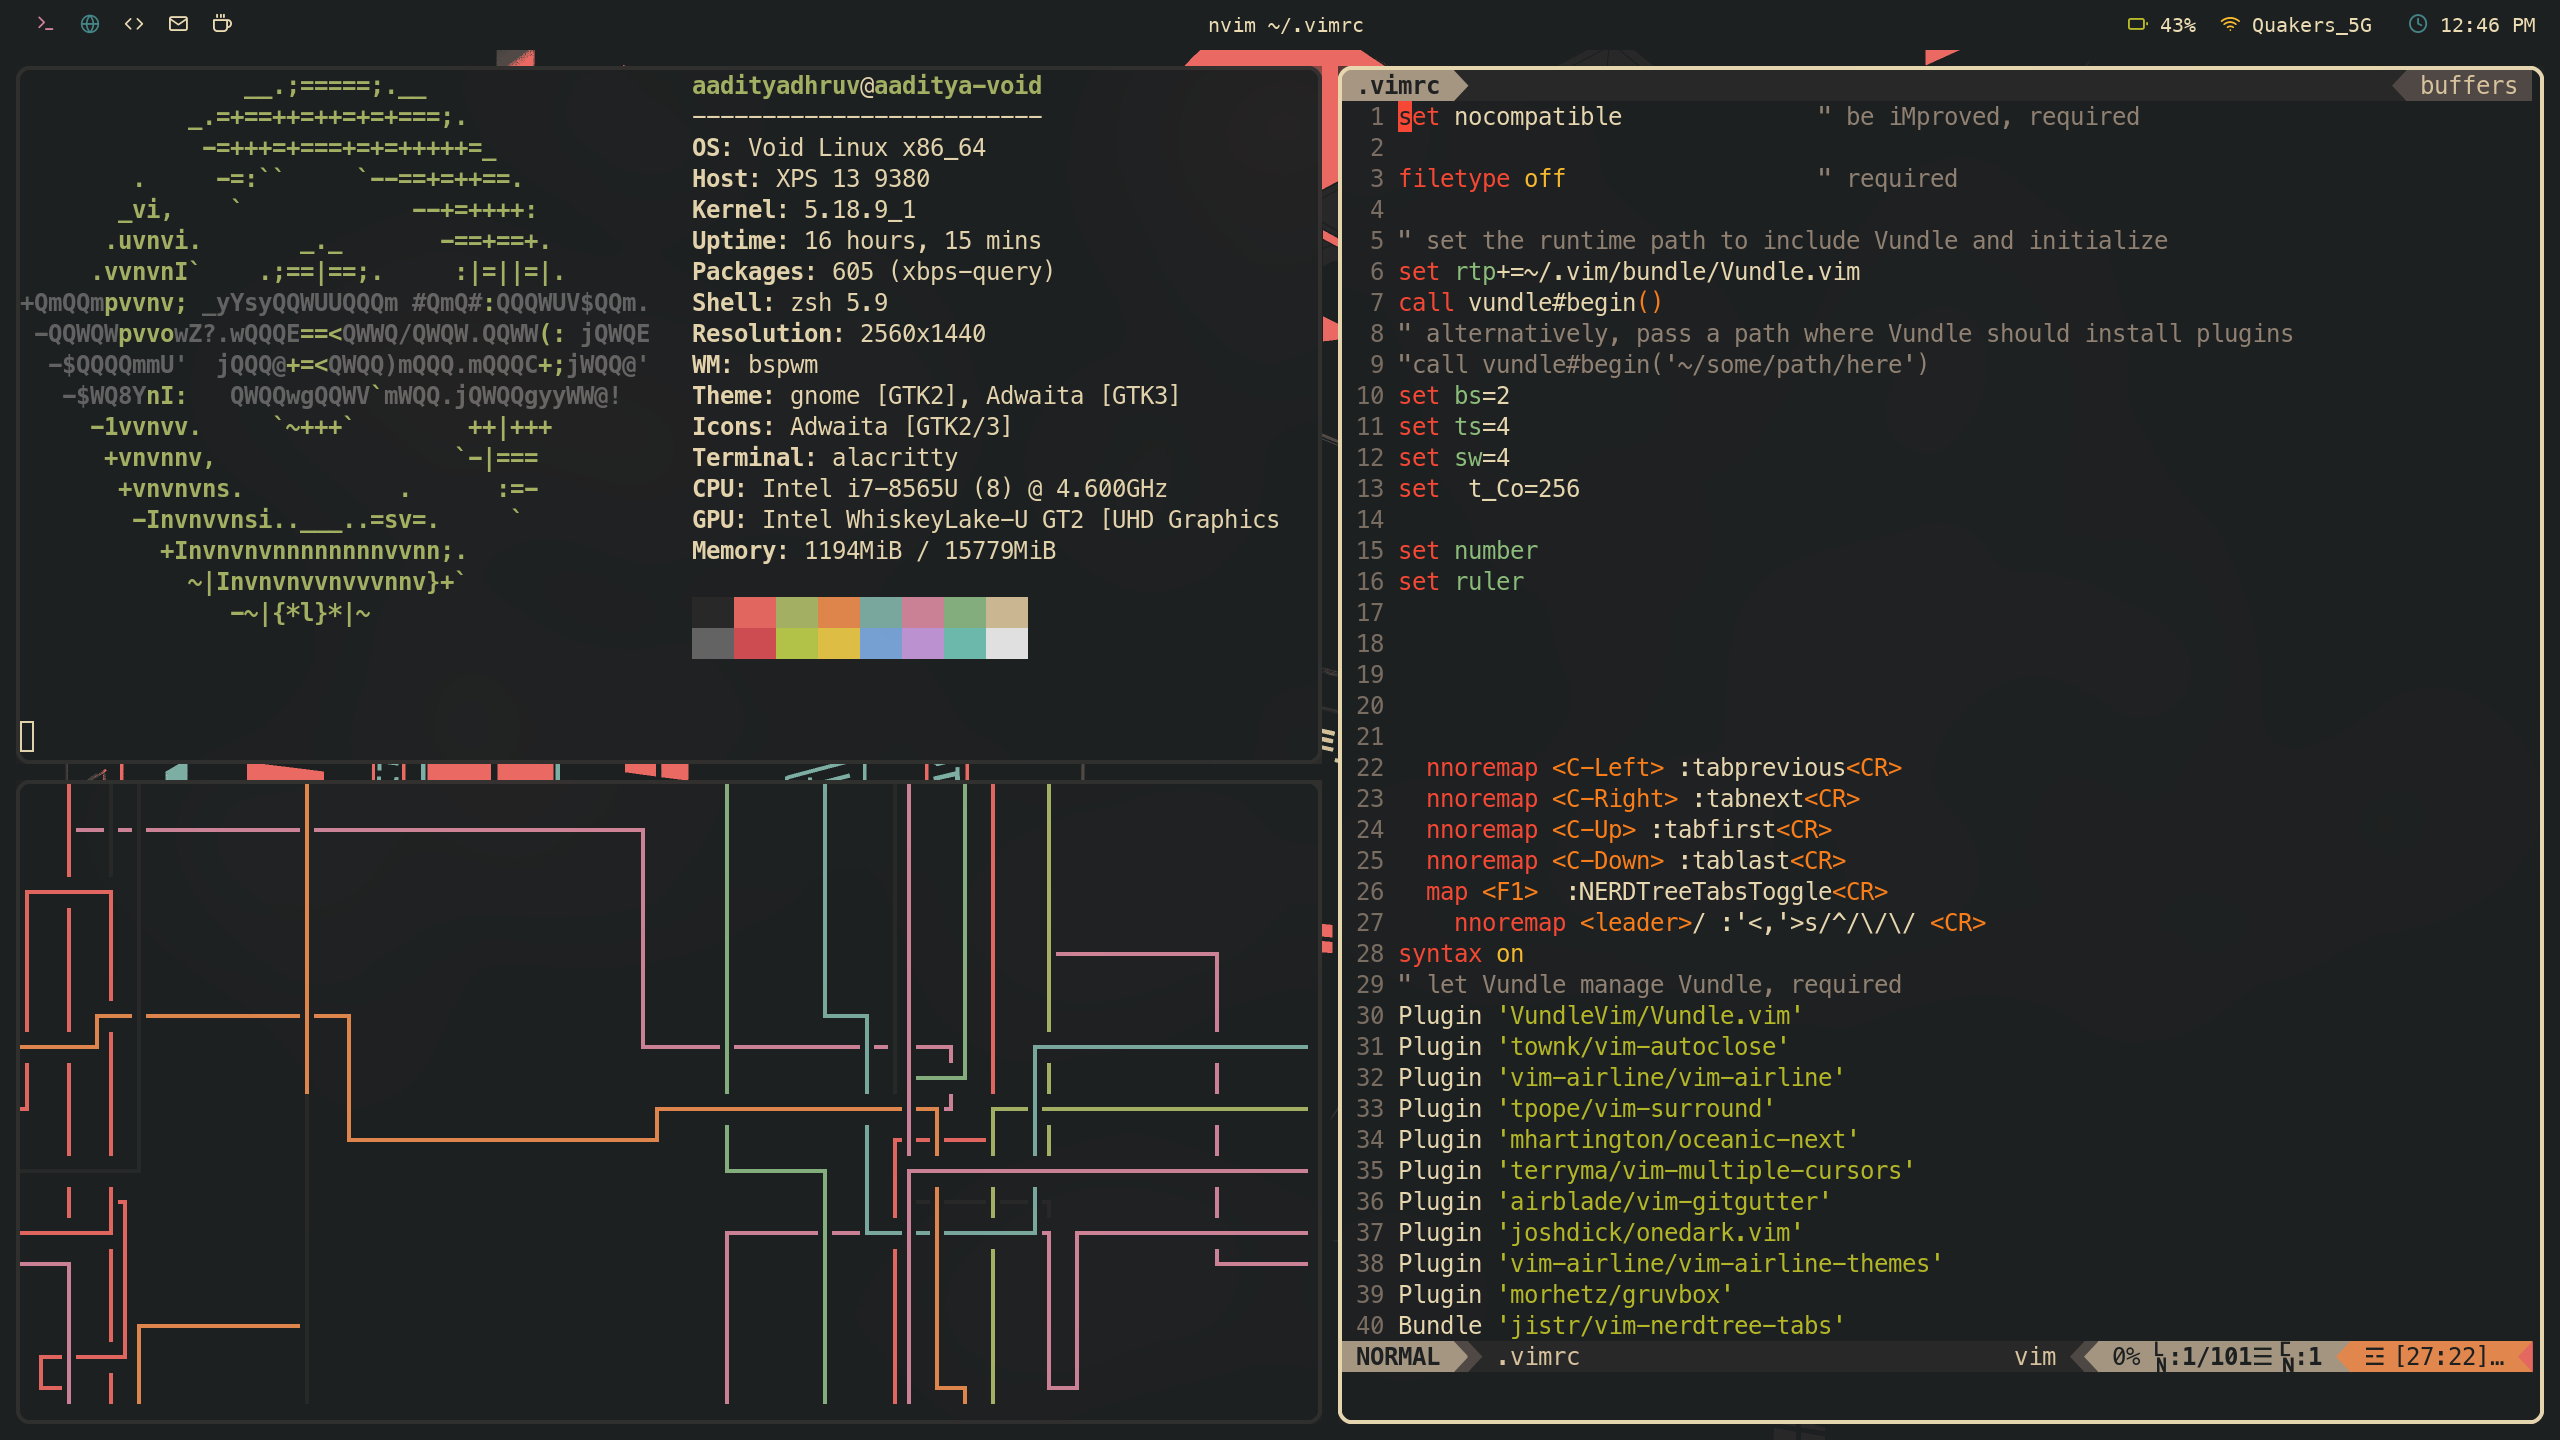 nvim ~/.vimrc
43% Quakers_5G 12:46 PM
__.;=====;.__
_.=+==++=++=+=+===;.
-=+++=+===+=+=+++++=_
.     -=:``     `--==+=++==.
_vi,    `            --+=++++:
.uvnvi.       _._       -==+==+.
.vvnvnI`    .;==|==;.     :|=||=|.
+QmQQmpvvnv; _yYsyQQWUUQQQm #QmQ#:QQQWUV$QQm.
-QQWQWpvvowZ?.wQQQE==<QWWQ/QWQW.QQWW(: jQWQE
-$QQQQmmU'  jQQQ@+=<QWQQ)mQQQ.mQQQC+;jWQQ@'
-$WQ8YnI:   QWQQwgQQWV`mWQQ.jQWQQgyyWW@!
-1vvnvv.     `~+++`        ++|+++
+vnvnnv,                 `-|===
+vnvnvns.           .      :=-
-Invnvvnsi..___..=sv=.     `
+Invnvnvnnnnnnnnvvnn;.
~|Invnvnvvnvvvnnv}+`
-~|{*l}*|~
aadityadhruv@aaditya-void
-------------------------
OS: Void Linux x86_64
Host: XPS 13 9380
Kernel: 5.18.9_1
Uptime: 16 hours, 15 mins
Packages: 605 (xbps-query)
Shell: zsh 5.9
Resolution: 2560x1440
WM: bspwm
Theme: gnome [GTK2], Adwaita [GTK3]
Icons: Adwaita [GTK2/3]
Terminal: alacritty
CPU: Intel i7-8565U (8) @ 4.600GHz
GPU: Intel WhiskeyLake-U GT2 [UHD Graphics
Memory: 1194MiB / 15779MiB
.vimrc buffers
1 set nocompatible              " be iMproved, required
2
3 filetype off                  " required
4
5 " set the runtime path to include Vundle and initialize
6 set rtp+=~/.vim/bundle/Vundle.vim
7 call vundle#begin()
8 " alternatively, pass a path where Vundle should install plugins
9 "call vundle#begin('~/some/path/here')
10 set bs=2
11 set ts=4
12 set sw=4
13 set  t_Co=256
14
15 set number
16 set ruler
17
18
19
20
21
22   nnoremap <C-Left> :tabprevious<CR>
23   nnoremap <C-Right> :tabnext<CR>
24   nnoremap <C-Up> :tabfirst<CR>
25   nnoremap <C-Down> :tablast<CR>
26   map <F1>  :NERDTreeTabsToggle<CR>
27     nnoremap <leader>/ :'<,'>s/^/\/\/ <CR>
28 syntax on
29 " let Vundle manage Vundle, required
30 Plugin 'VundleVim/Vundle.vim'
31 Plugin 'townk/vim-autoclose'
32 Plugin 'vim-airline/vim-airline'
33 Plugin 'tpope/vim-surround'
34 Plugin 'mhartington/oceanic-next'
35 Plugin 'terryma/vim-multiple-cursors'
36 Plugin 'airblade/vim-gitgutter'
37 Plugin 'joshdick/onedark.vim'
38 Plugin 'vim-airline/vim-airline-themes'
39 Plugin 'morhetz/gruvbox'
40 Bundle 'jistr/vim-nerdtree-tabs'
NORMAL .vimrc vim 0% ㏑:1/101☰㏑:1 ☲ [27:22]…